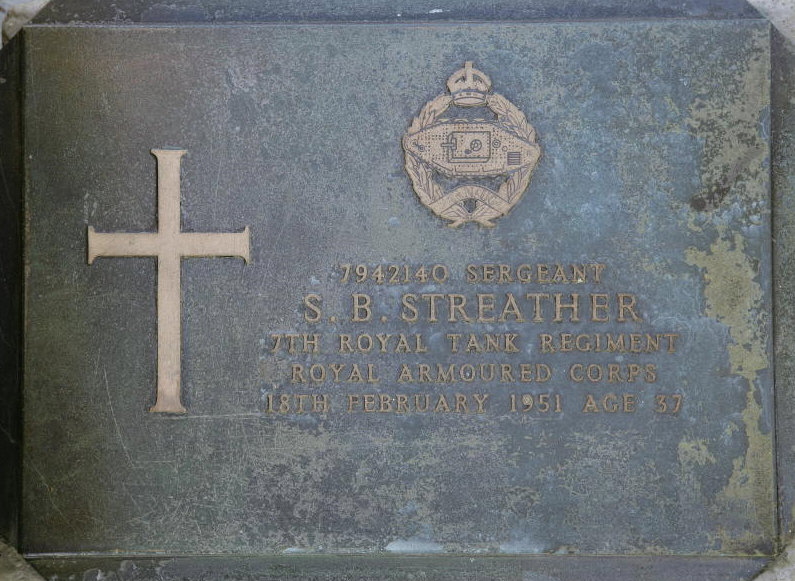 7942140 SERGEANT
S. B. STREATHER
7TH ROYAL TANK REGIMENT
ROYAL ARMOURED CORPS
18TH FEBRUARY 1951 AGE 37